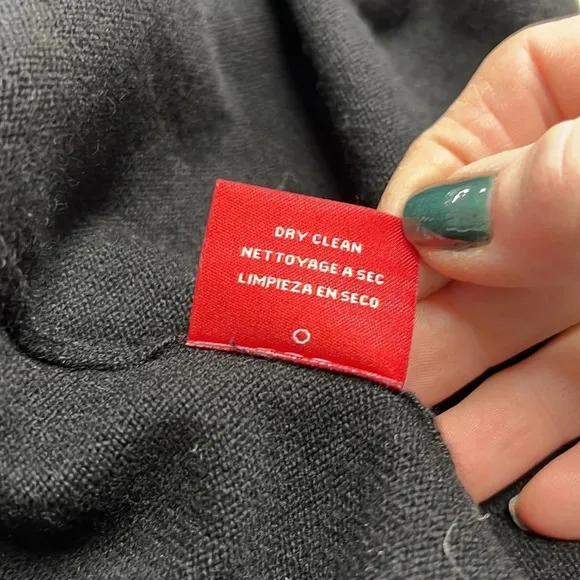 DRY CLEAN
NETTOYAGE A SEC
LIMPIEZA EN SECO